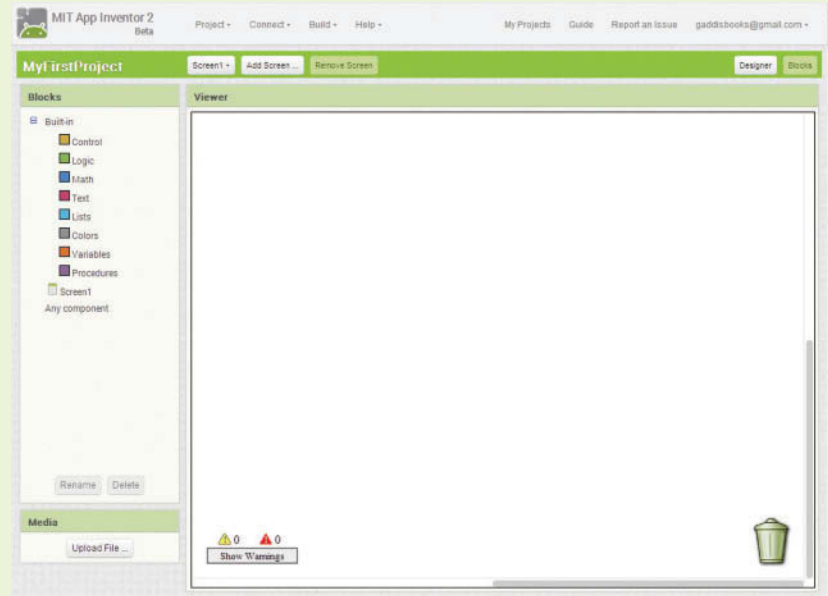 MIT App Inventor 2
Beta
Project Connect Build Help My Projects Guide Report an Issue gaddisbooks@gmail.com
MyFirstProject Screen1 Add Screen ... Remove Screen Designer Blocks
Blocks
Built-in
Control
Logic
Math
Text
Lists
Colors
Variables
Procedures
Screen1
Any component
Rename Delete
Media
Upload File ...
Viewer
0 0
Show Warnings